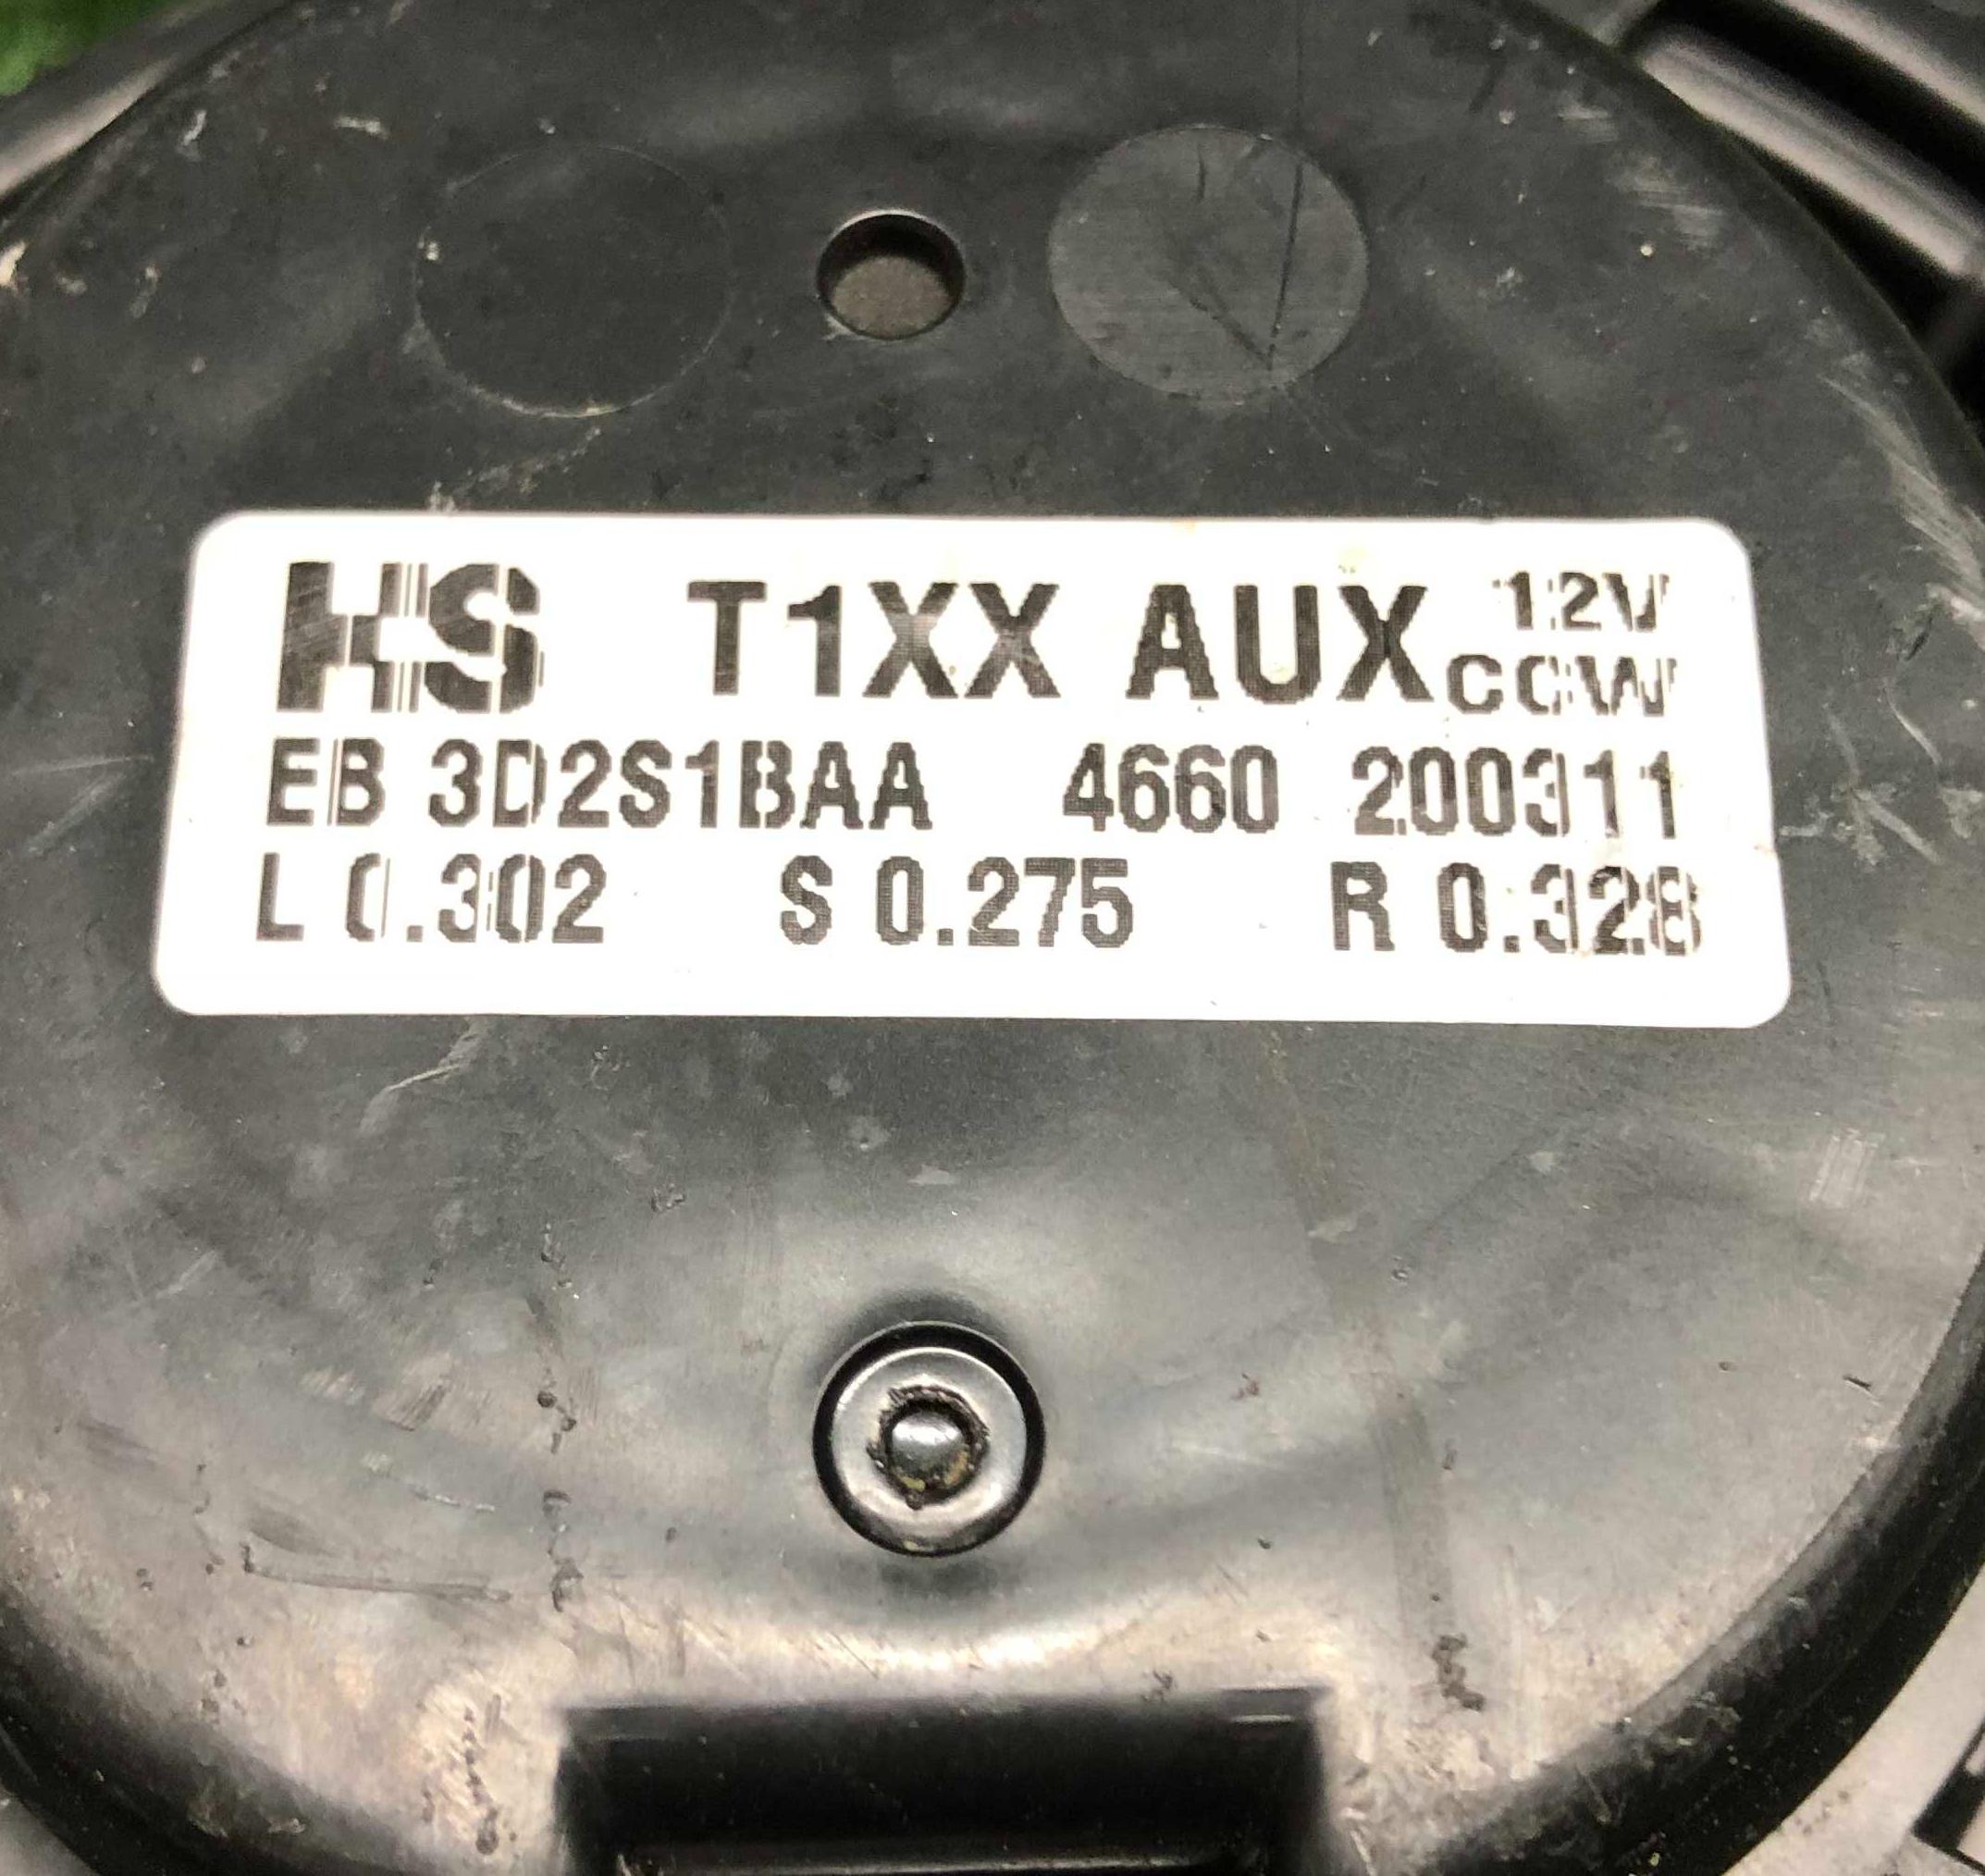 HS T1XX AUX 12V
CCW
EB 3D2S1BAA 4660 200311
L 0.302 S 0.275 R 0.328